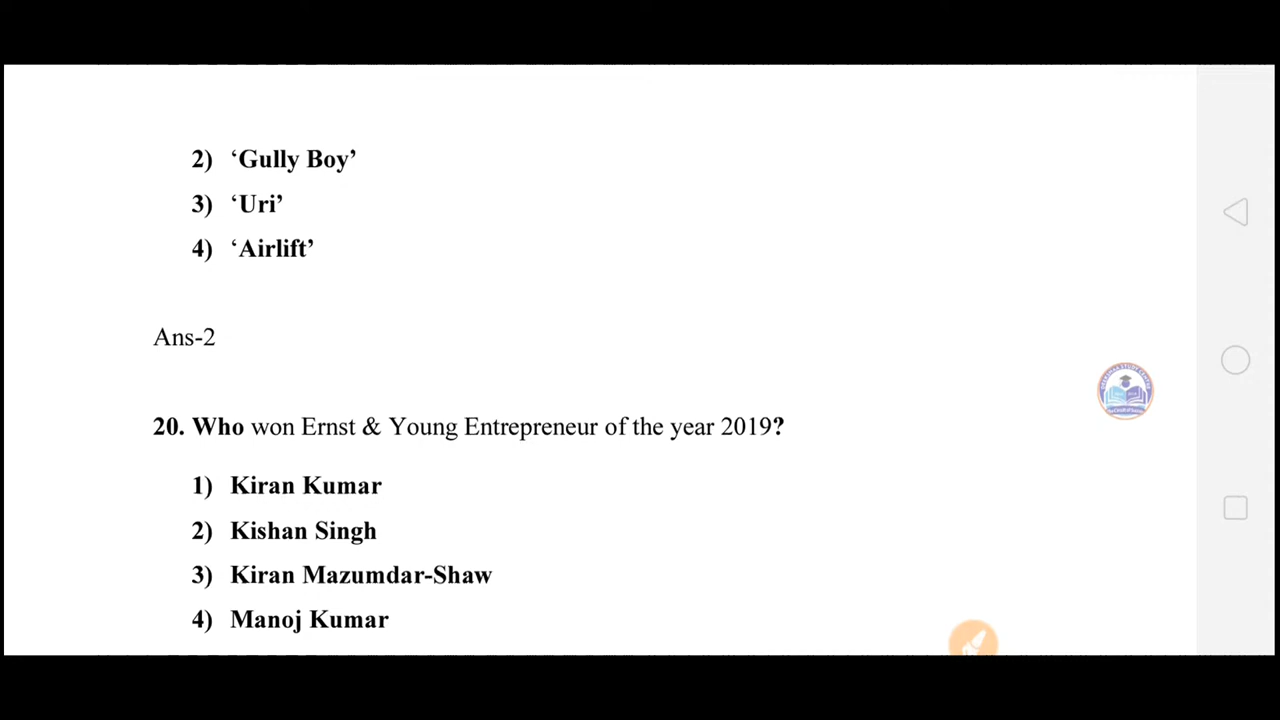 2) ‘Gully Boy’
3) ‘Uri’
4) ‘Airlift’
Ans-2
20. Who won Ernst & Young Entrepreneur of the year 2019?
1) Kiran Kumar
2) Kishan Singh
3) Kiran Mazumdar-Shaw
4) Manoj Kumar